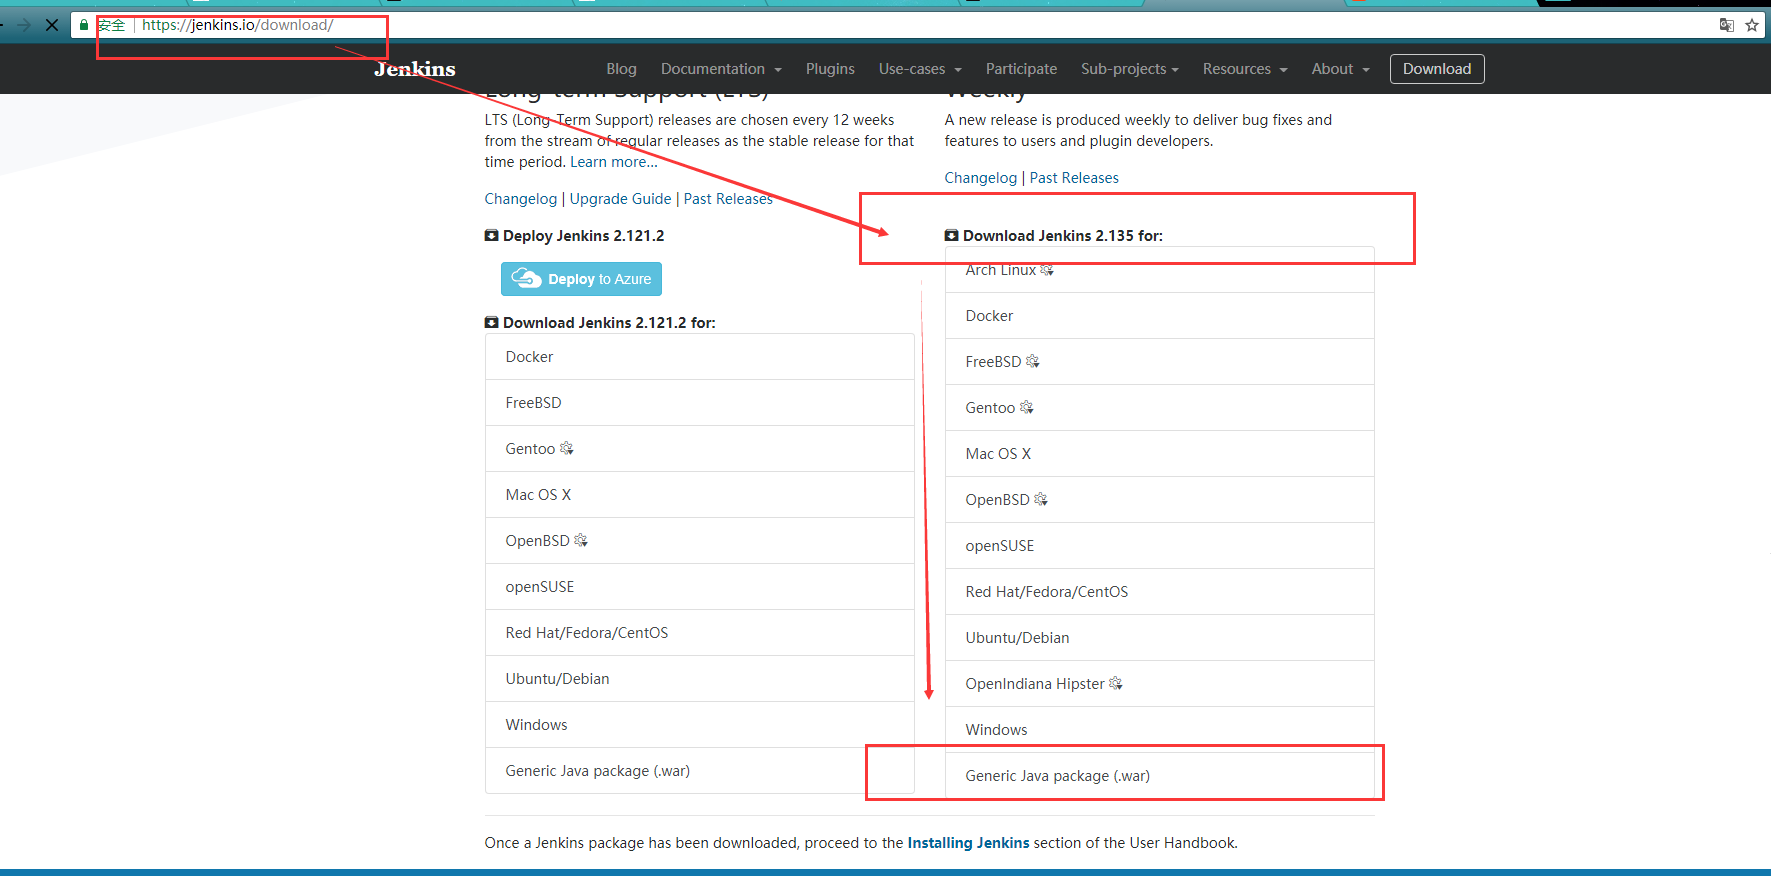 安全 https://jenkins.io/download/
Jenkins Blog Documentation Plugins Use-cases Participate Sub-projects Resources About Download
Long-term Support (LTS)
LTS (Long-Term Support) releases are chosen every 12 weeks
from the stream of regular releases as the stable release for that
time period. Learn more...
Changelog | Upgrade Guide | Past Releases
Deploy Jenkins 2.121.2
Deploy to Azure
Download Jenkins 2.121.2 for:
Docker
FreeBSD
Gentoo
Mac OS X
OpenBSD
openSUSE
Red Hat/Fedora/CentOS
Ubuntu/Debian
Windows
Generic Java package (.war)
Weekly
A new release is produced weekly to deliver bug fixes and
features to users and plugin developers.
Changelog | Past Releases
Download Jenkins 2.135 for:
Arch Linux
Docker
FreeBSD
Gentoo
Mac OS X
OpenBSD
openSUSE
Red Hat/Fedora/CentOS
Ubuntu/Debian
OpenIndiana Hipster
Windows
Generic Java package (.war)
Once a Jenkins package has been downloaded, proceed to the Installing Jenkins section of the User Handbook.